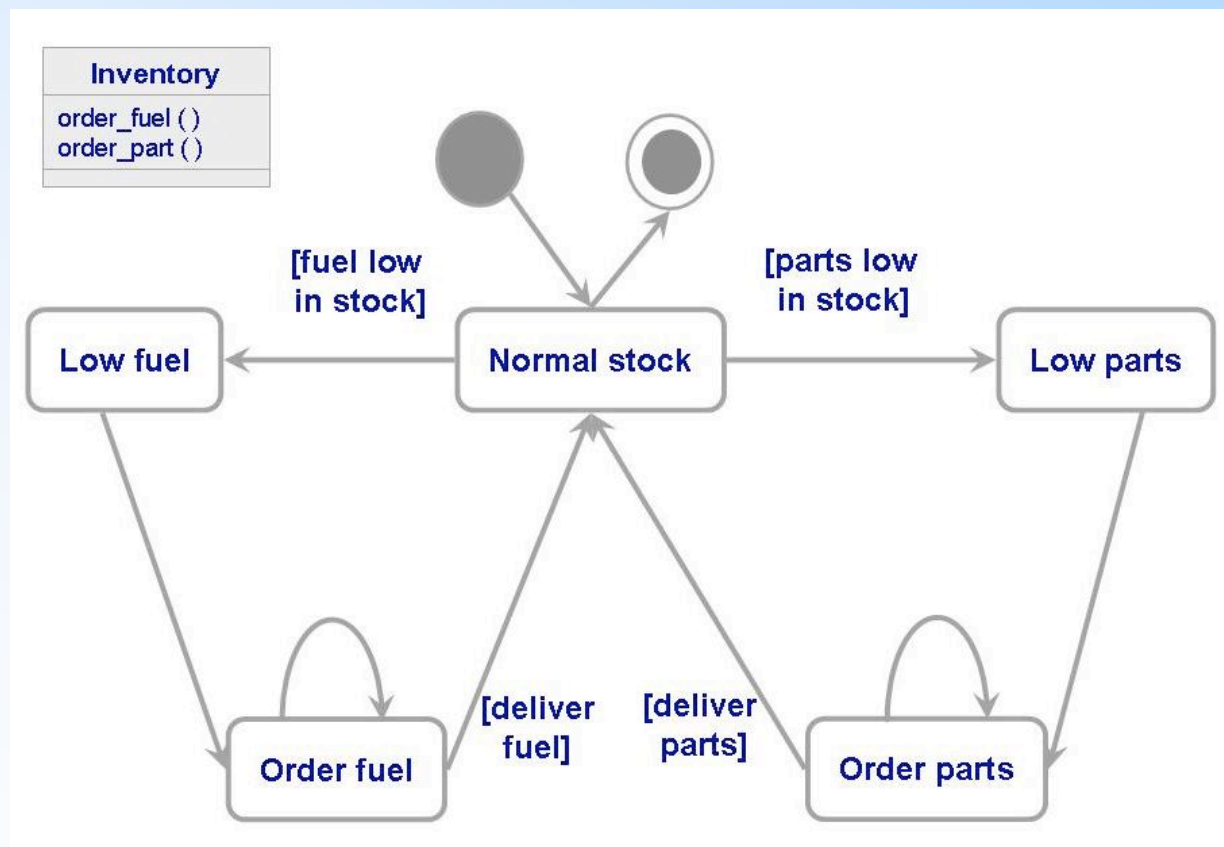 Inventory
order_fuel ( )
order_part ( )
[fuel low
in stock]
[parts low
in stock]
Low fuel
Normal stock
Low parts
[deliver
fuel]
[deliver
parts]
Order fuel
Order parts